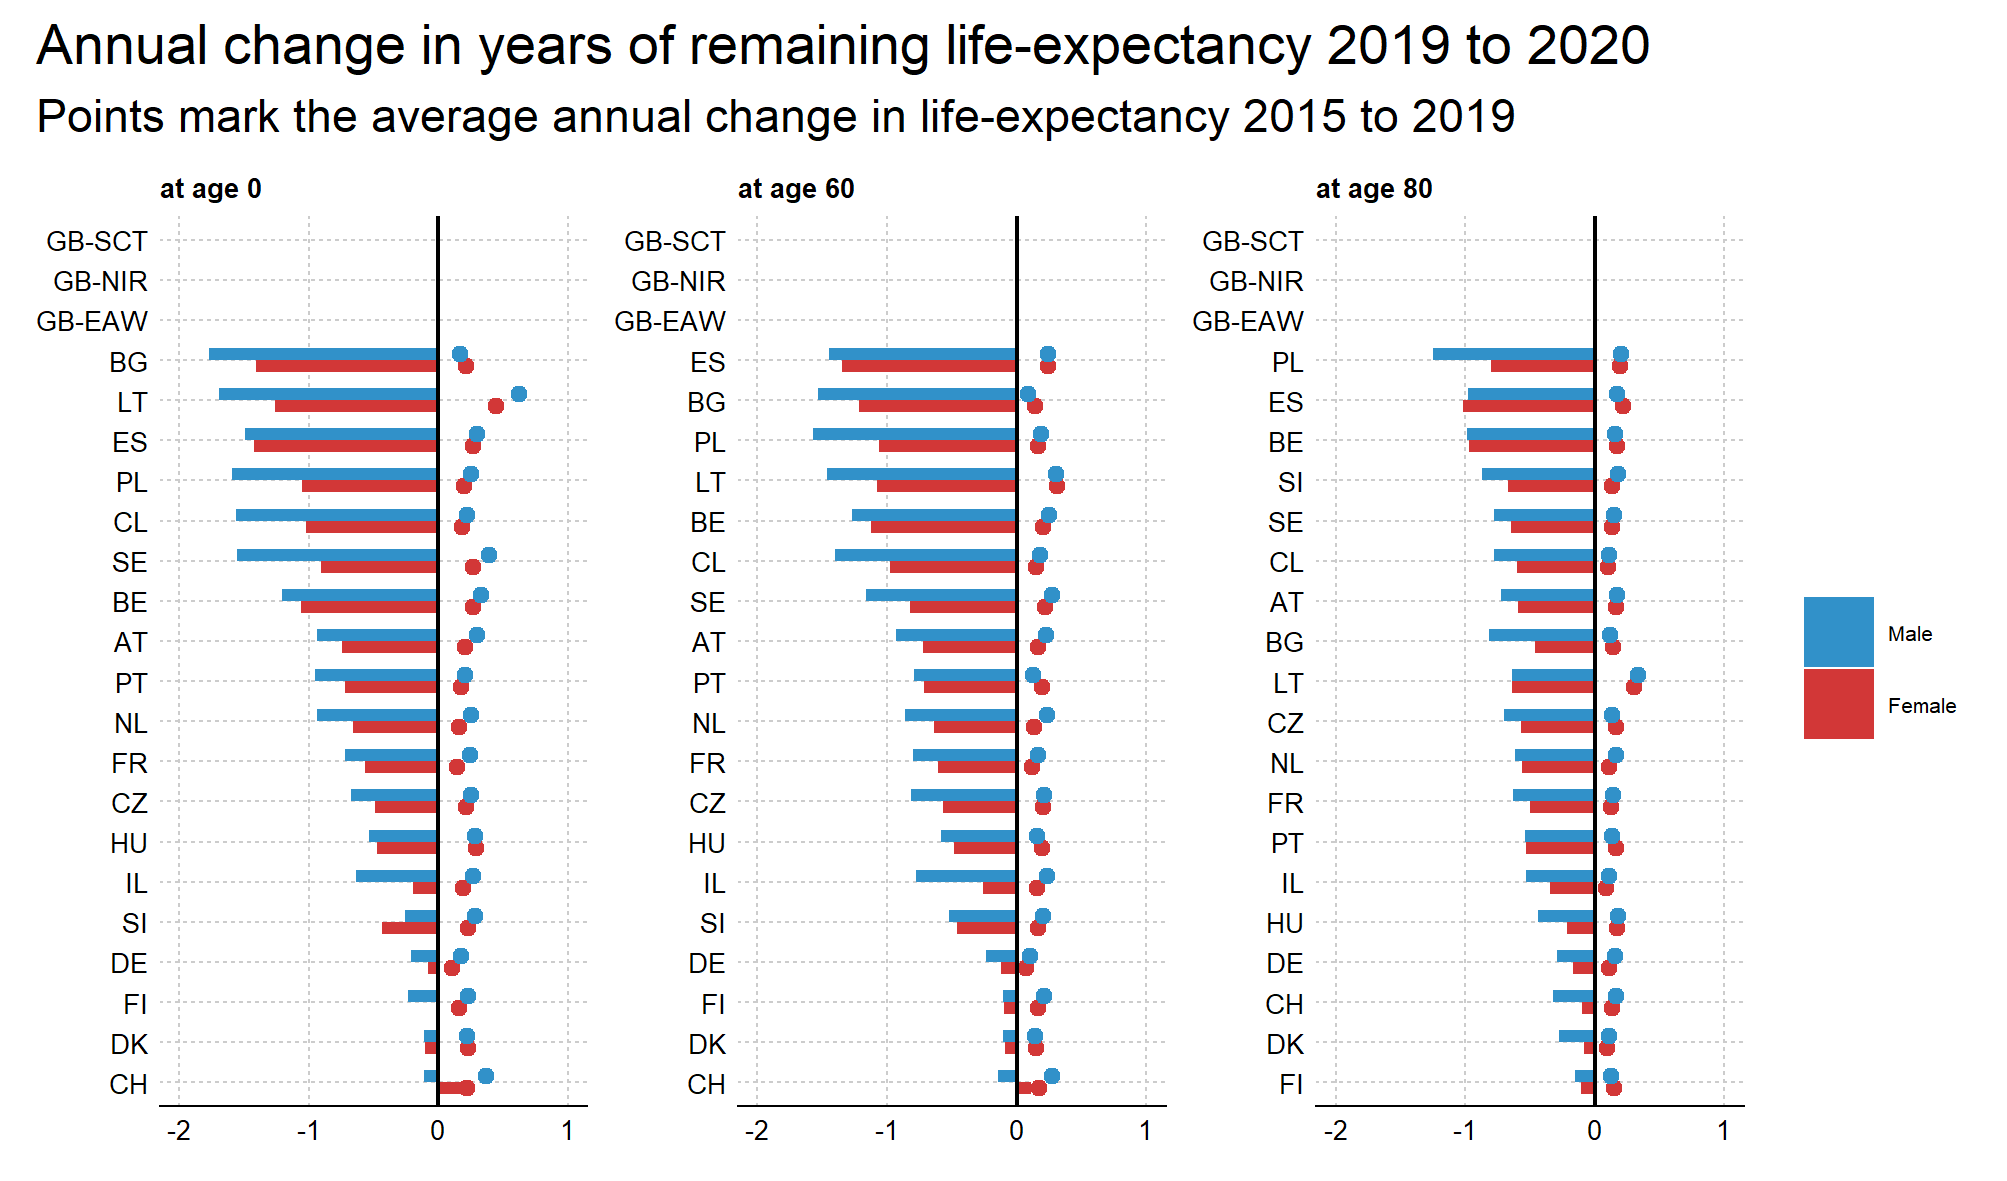 Annual change in years of remaining life-expectancy 2019 to 2020
Points mark the average annual change in life-expectancy 2015 to 2019
at age 0
GB-SCT
GB-NIR
GB-EAW
BG
LT
ES
PL
CL
SE
BE
AT
PT
NL
FR
CZ
HU
IL
SI
DE
FI
DK
CH
-2 -1 0 1
at age 60
GB-SCT
GB-NIR
GB-EAW
ES
BG
PL
LT
BE
CL
SE
AT
PT
NL
FR
CZ
HU
IL
SI
DE
FI
DK
CH
-2 -1 0 1
at age 80
GB-SCT
GB-NIR
GB-EAW
PL
ES
BE
SI
SE
CL
AT
BG
LT
CZ
NL
FR
PT
IL
HU
DE
CH
DK
FI
-2 -1 0 1
Male
Female